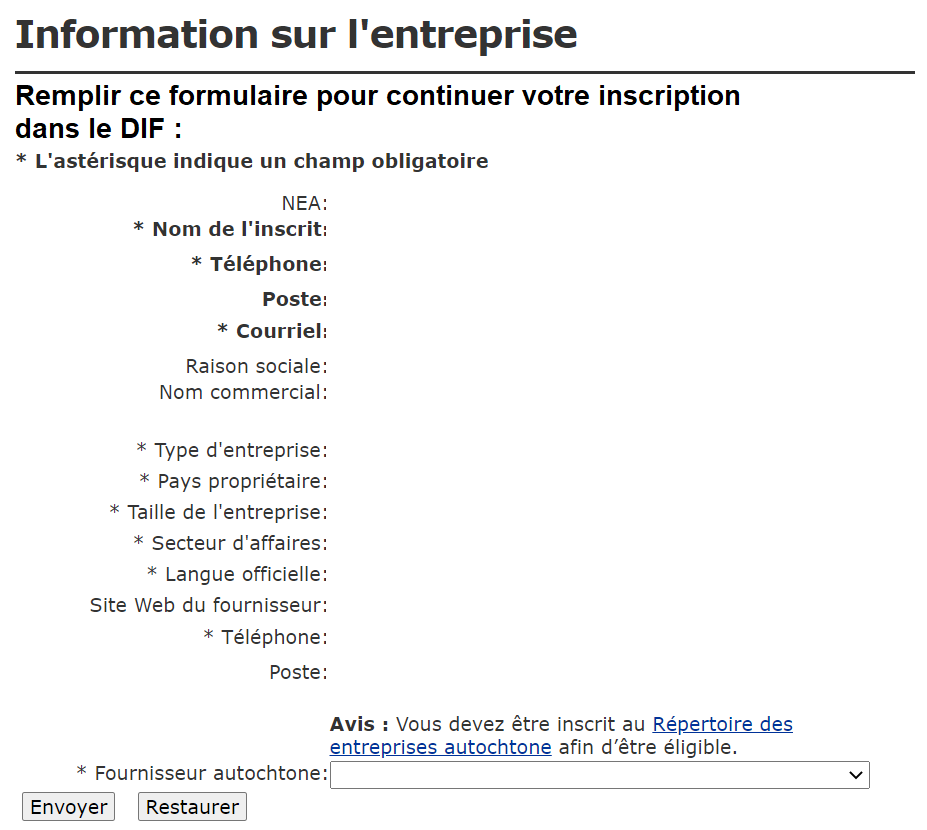 Information sur l'entreprise
Remplir ce formulaire pour continuer votre inscription
dans le DIF :
* L'astérisque indique un champ obligatoire
NEA:
* Nom de l'inscrit:
* Téléphone:
Poste:
* Courriel:
Raison sociale:
Nom commercial:
* Type d'entreprise:
* Pays propriétaire:
* Taille de l'entreprise:
* Secteur d'affaires:
* Langue officielle:
Site Web du fournisseur:
* Téléphone:
Poste:
Avis : Vous devez être inscrit au Répertoire des
entreprises autochtone afin d’être éligible.
* Fournisseur autochtone:
Envoyer Restaurer